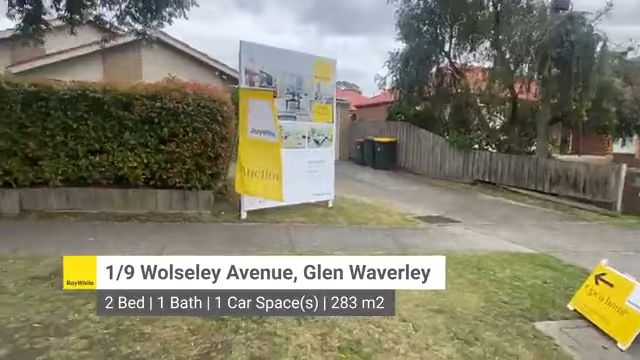 RayWhite
Auction
open home
RayWhite
1/9 Wolseley Avenue, Glen Waverley
2 Bed | 1 Bath | 1 Car Space(s) | 283 m2